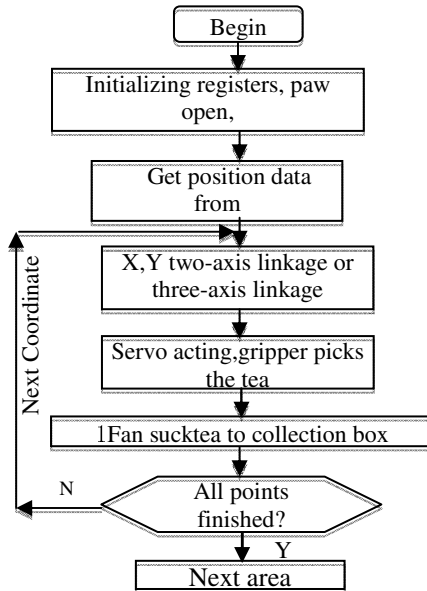 Begin
Initializing registers, paw
open,
Get position data
from
X,Y two-axis linkage or
three-axis linkage
Servo acting,gripper picks
the tea
1Fan sucktea to collection box
All points
finished?
N
Next Coordinate
Y
Next area